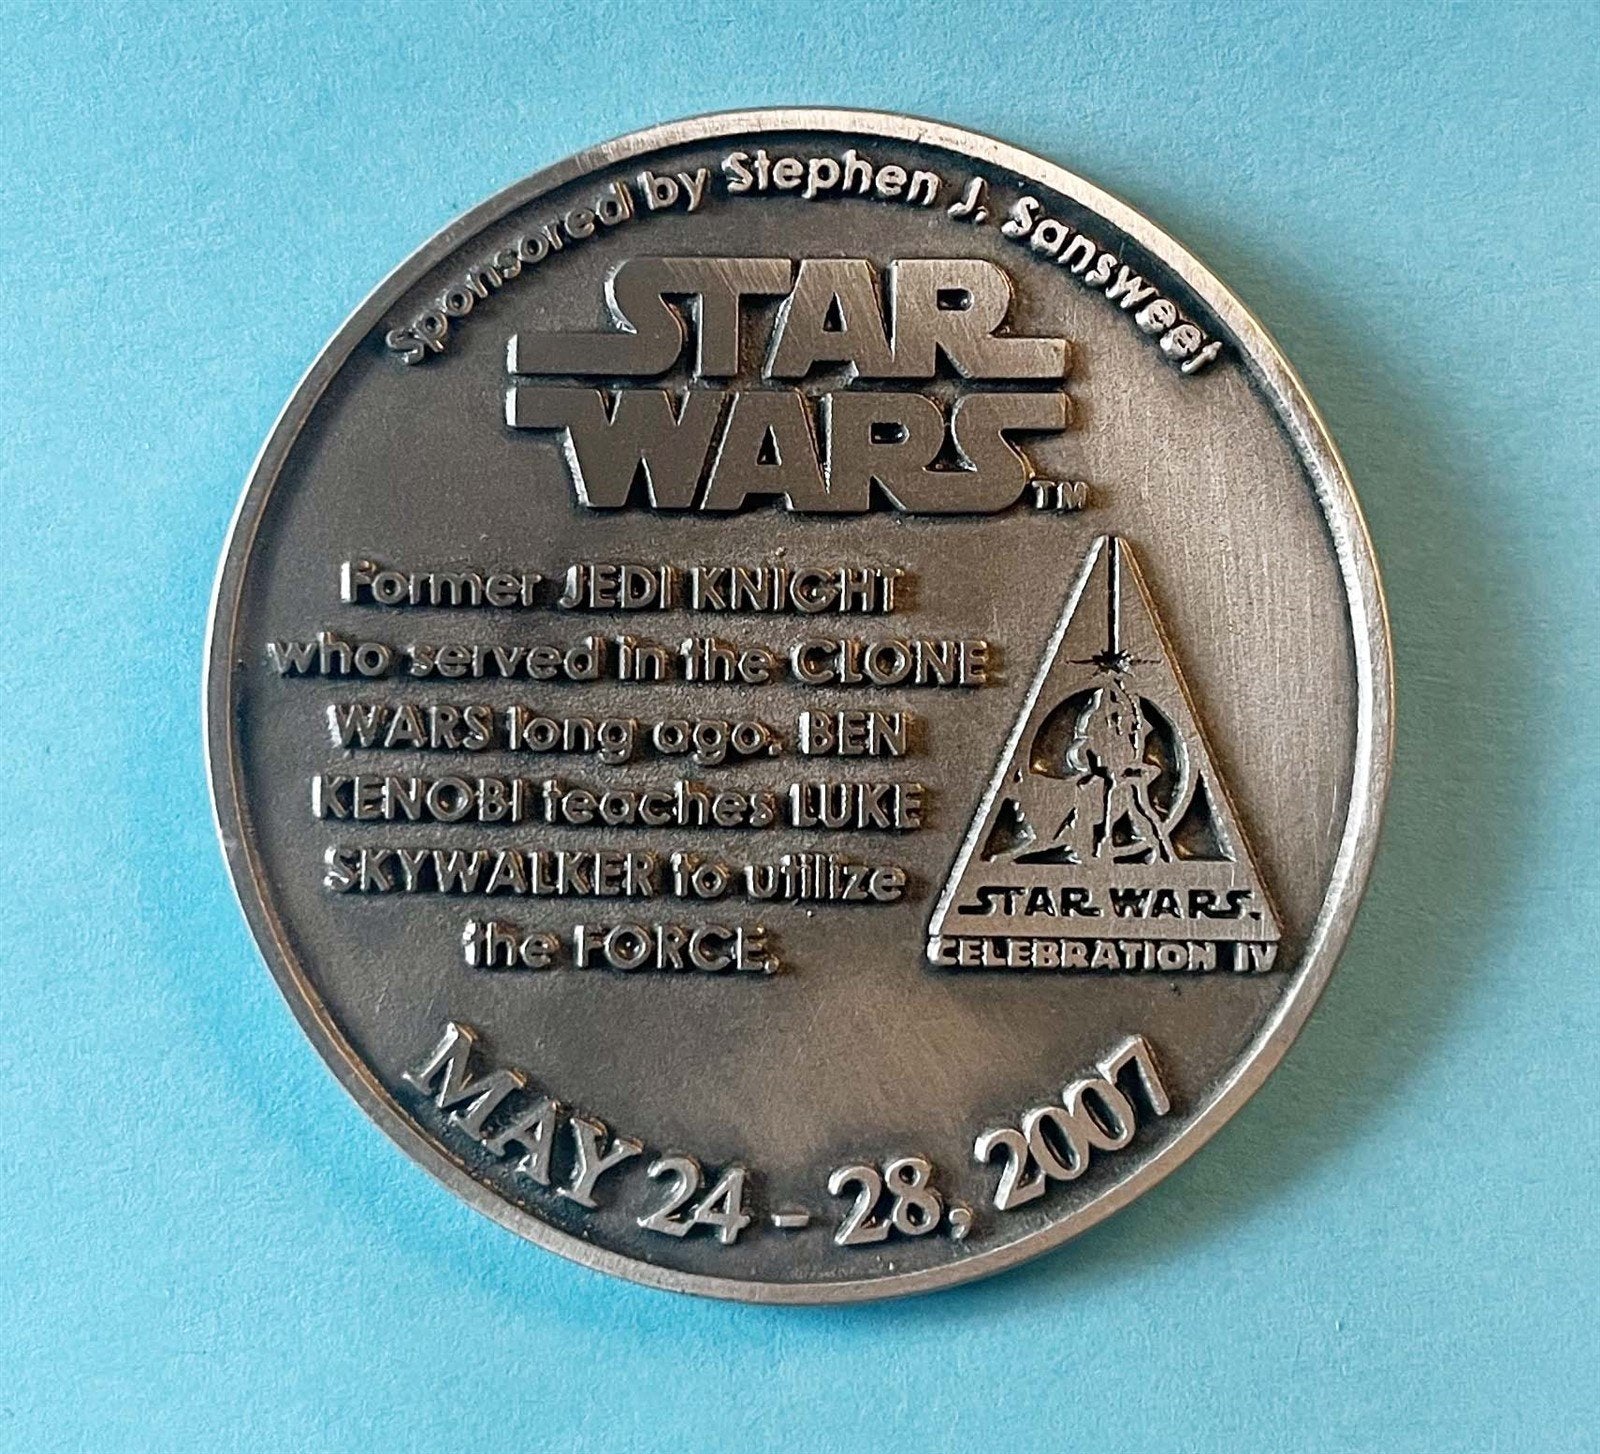 Sponsored by Stephen J. Sansweet
STAR
WARS TM
Former JEDI KNIGHT
who served in the CLONE
WARS long ago. BEN
KENOBI teaches LUKE
SKYWALKER to utilize
the FORCE.
STAR WARS.
CELEBRATION IV
MAY 24 - 28, 2007